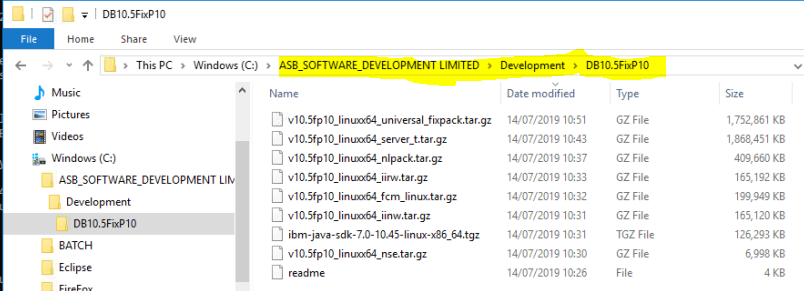 DB10.5FixP10
File Home Share View
This PC > Windows (C:) > ASB_SOFTWARE_DEVELOPMENT LIMITED > Development > DB10.5FixP10
Music
Pictures
Videos
Windows (C:)
ASB_SOFTWARE_DEVELOPMENT LIM
Development
DB10.5FixP10
BATCH
Eclipse
FireFox
Name Date modified Type Size
v10.5fp10_linuxx64_universal_fixpack.tar.gz 14/07/2019 10:51 GZ File 1,752,861 KB
v10.5fp10_linuxx64_server_t.tar.gz 14/07/2019 10:43 GZ File 1,868,451 KB
v10.5fp10_linuxx64_nlpack.tar.gz 14/07/2019 10:37 GZ File 409,660 KB
v10.5fp10_linuxx64_iirw.tar.gz 14/07/2019 10:33 GZ File 165,192 KB
v10.5fp10_linuxx64_fcm_linux.tar.gz 14/07/2019 10:32 GZ File 199,949 KB
v10.5fp10_linuxx64_iinw.tar.gz 14/07/2019 10:31 GZ File 165,120 KB
ibm-java-sdk-7.0-10.45-linux-x86_64.tgz 14/07/2019 10:31 TGZ File 126,293 KB
v10.5fp10_linuxx64_nse.tar.gz 14/07/2019 10:30 GZ File 6,998 KB
readme 14/07/2019 10:26 File 4 KB